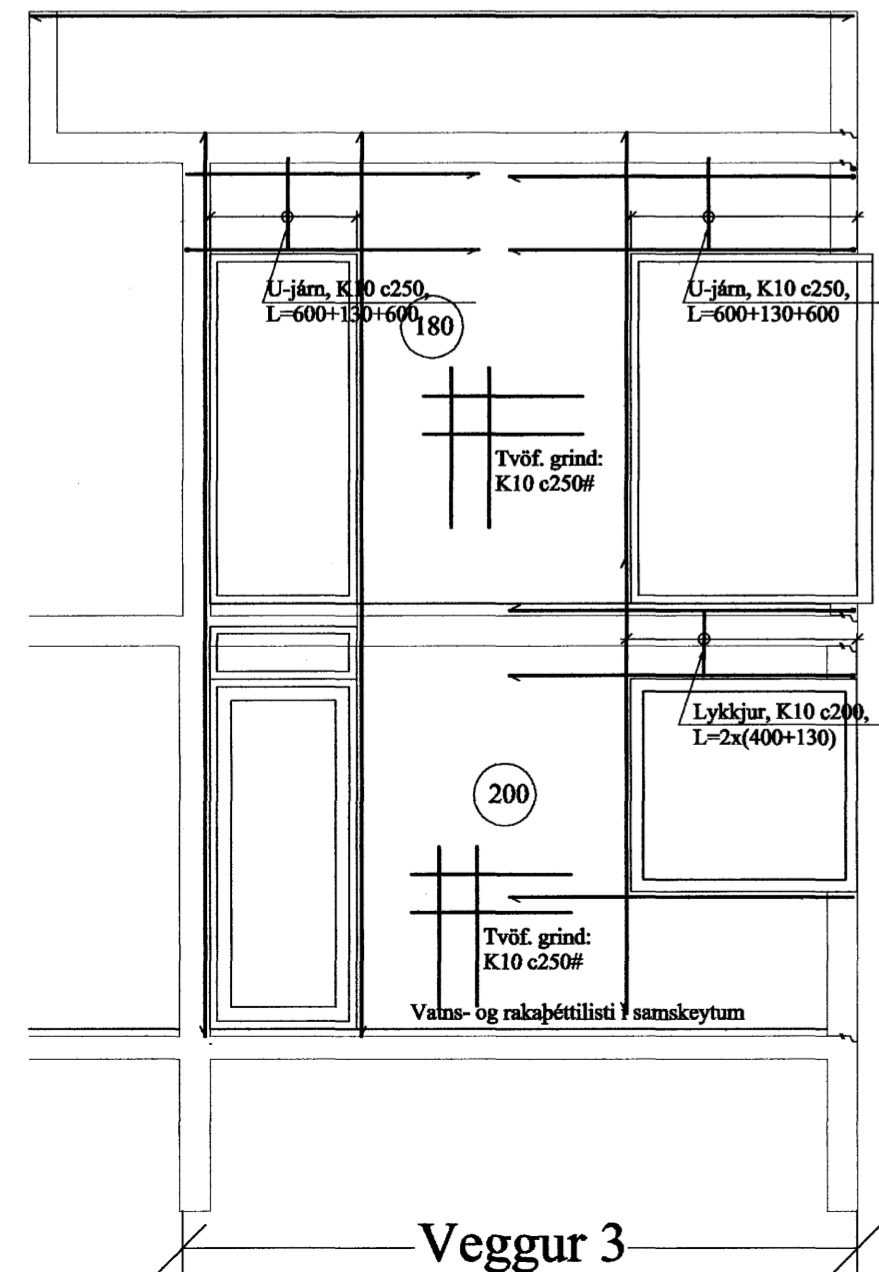 U-járn, K10 c250,
L=600+130+600
U-járn, K10 c250,
L=600+130+600
180
Tvöf. grind:
K10 c250#
Lykkjur, K10 c200,
L=2x(400+130)
200
Tvöf. grind:
K10 c250#
Vatns- og rakaþéttilisti í samskeytum
Veggur 3